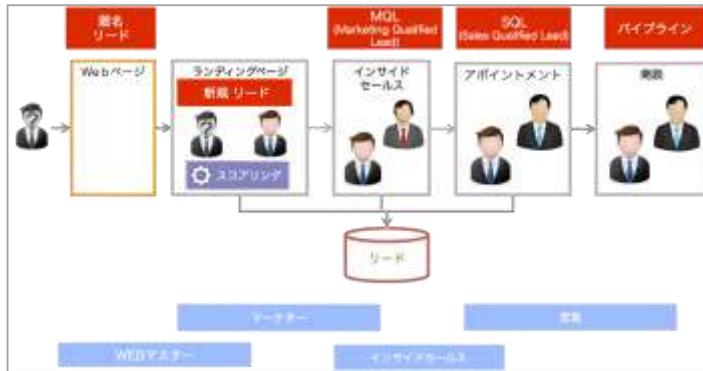 匿名
リード
MQL
(Marketing Qualified
Lead)
SQL
(Sales Qualified Lead)
パイプライン
Webページ
ランディングページ
新規 リード
スコアリング
インサイド
セールス
アポイントメント
商談
リード
マーケター
営業
WEBマスター
インサイドセールス